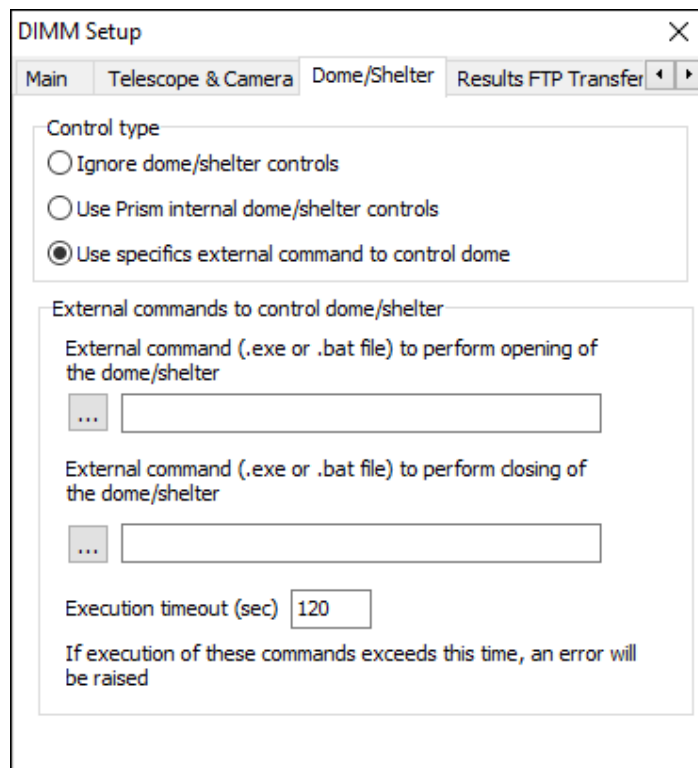 DIMM Setup
Main
Telescope & Camera
Dome/Shelter
Results FTP Transfer
Control type
Ignore dome/shelter controls
Use Prism internal dome/shelter controls
Use specifics external command to control dome
External commands to control dome/shelter
External command (.exe or .bat file) to perform opening of
the dome/shelter
...
External command (.exe or .bat file) to perform closing of
the dome/shelter
...
Execution timeout (sec) 120
If execution of these commands exceeds this time, an error will
be raised